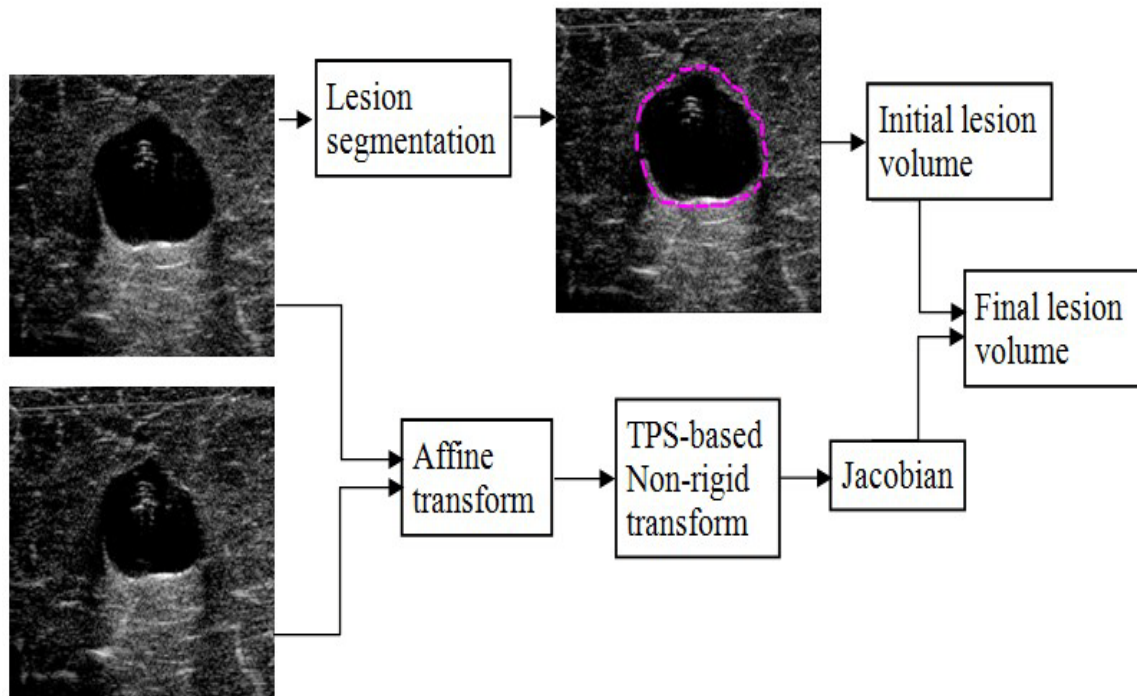 Lesion
segmentation
Initial lesion
volume
Final lesion
volume
Affine
transform
TPS-based
Non-rigid
transform
Jacobian